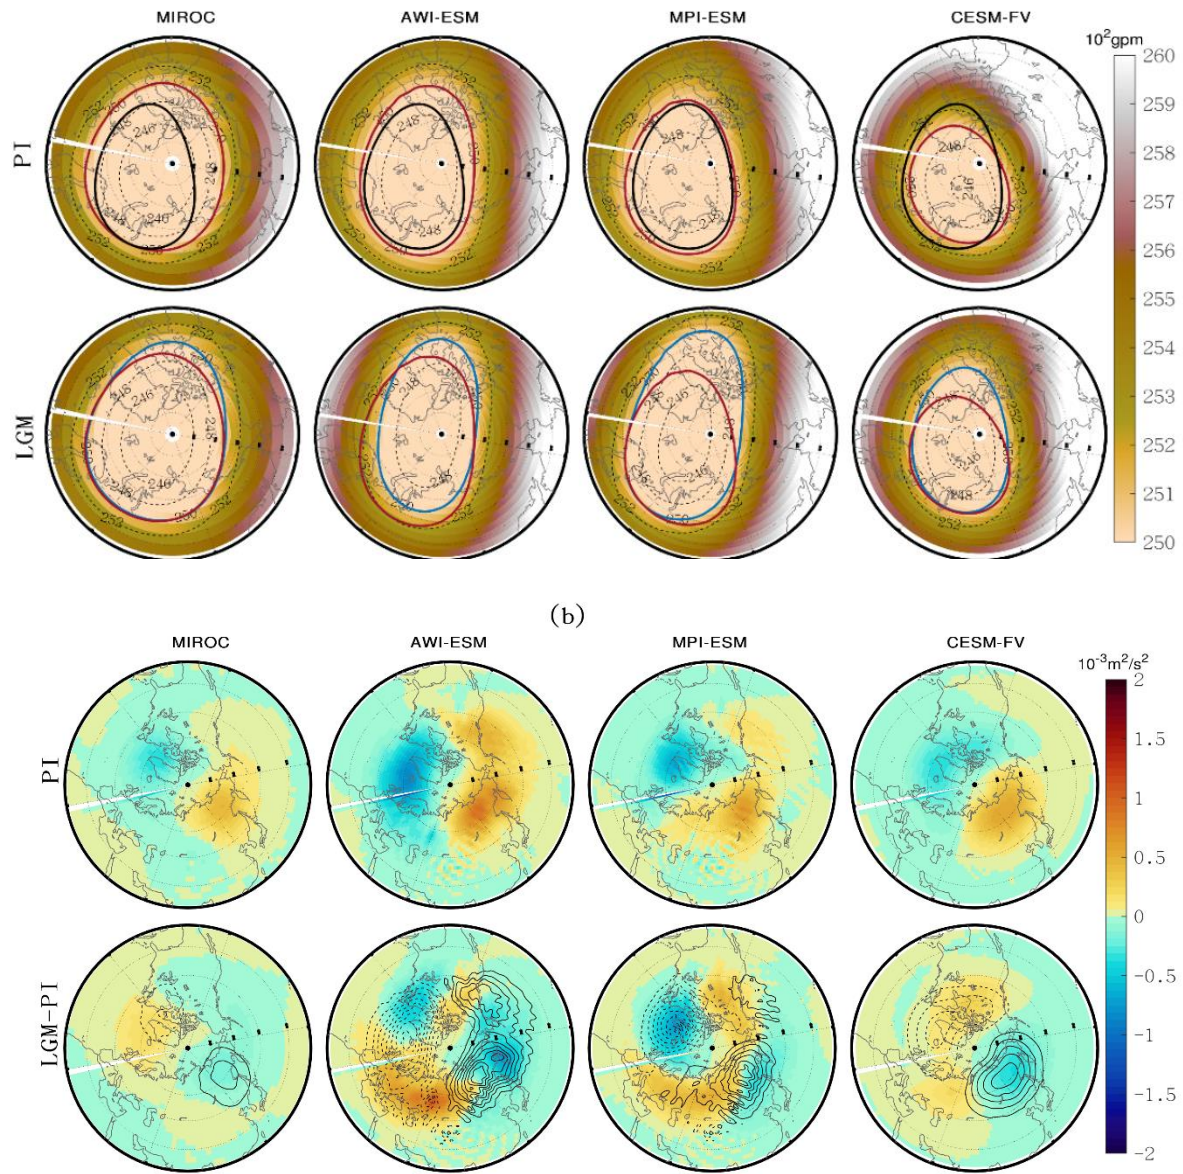 MIROC AWI-ESM MPI-ESM CESM-FV
10²gpm
PI
LGM
260
259
258
257
256
255
254
253
252
251
250
(b)
MIROC AWI-ESM MPI-ESM CESM-FV
10⁻³m²/s²
PI
LGM-PI
2
1.5
1
0.5
0
-0.5
-1
-1.5
-2